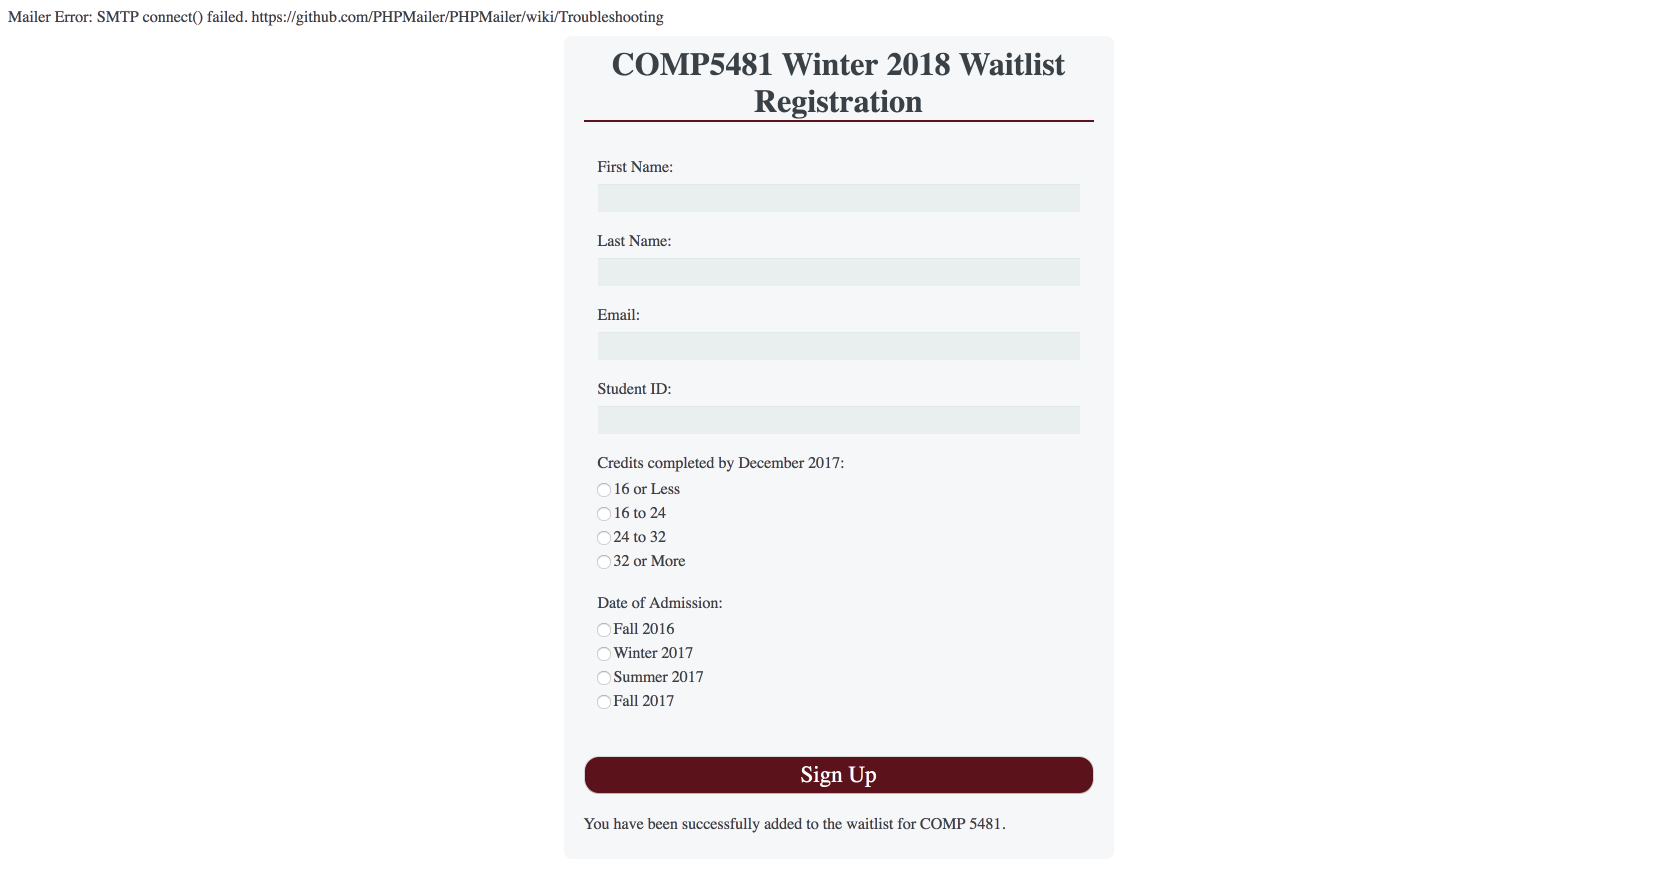 Mailer Error: SMTP connect() failed. https://github.com/PHPMailer/PHPMailer/wiki/Troubleshooting
COMP5481 Winter 2018 Waitlist
Registration
First Name:
Last Name:
Email:
Student ID:
Credits completed by December 2017:
16 or Less
16 to 24
24 to 32
32 or More
Date of Admission:
Fall 2016
Winter 2017
Summer 2017
Fall 2017
Sign Up
You have been successfully added to the waitlist for COMP 5481.